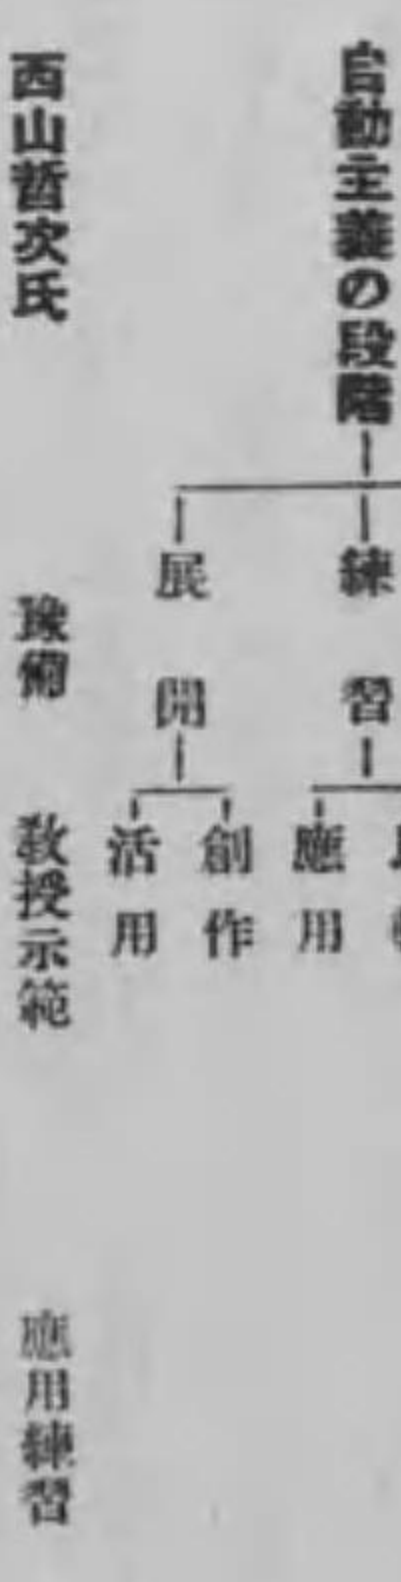 自動主義の段階
練習
應用
展開
創作
活用
西山哲次氏　豫備　敎授示範　應用練習